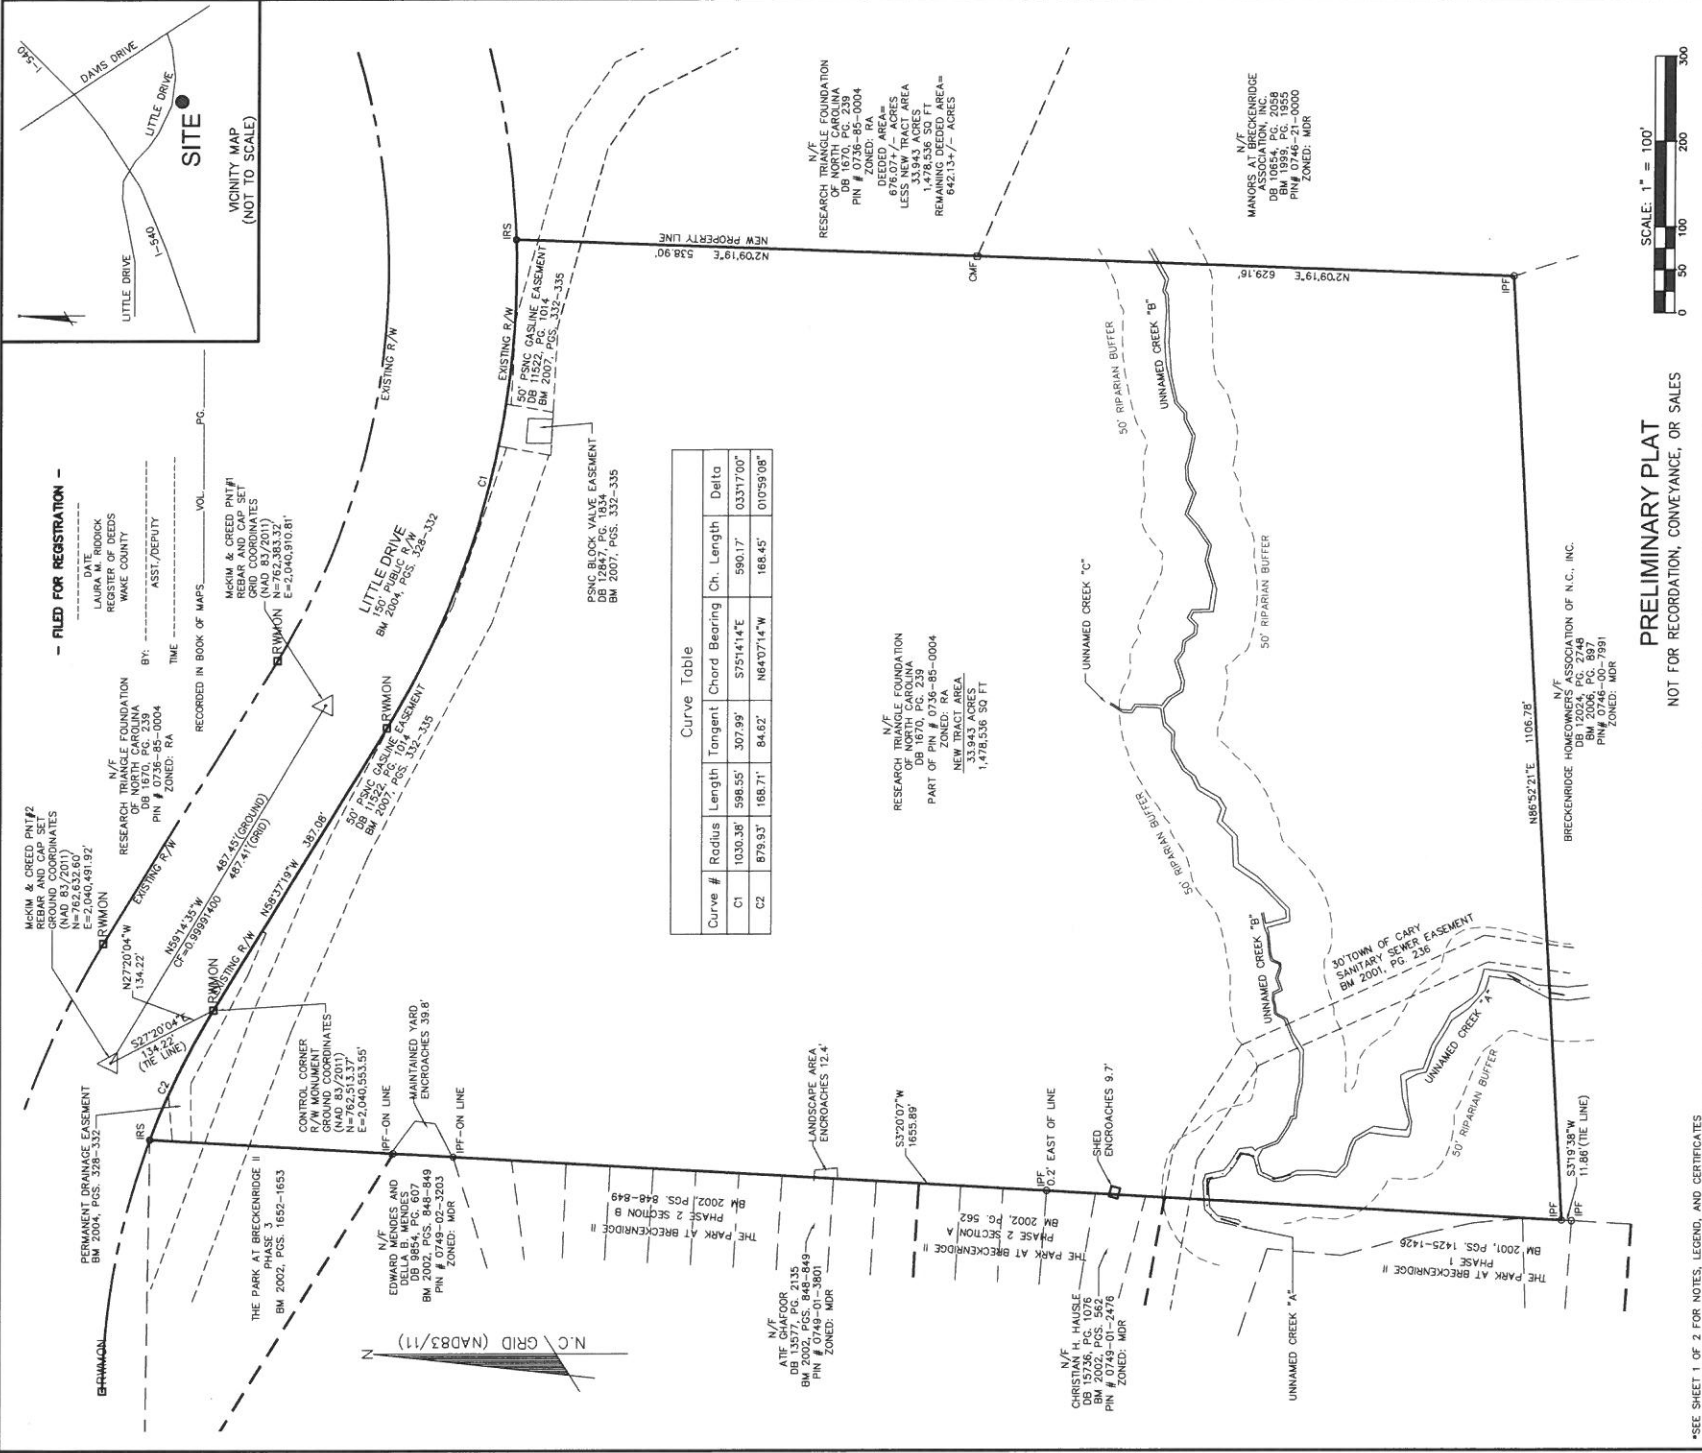 I-540
DAVIS DRIVE
LITTLE DRIVE
SITE
LITTLE DRIVE
I-540
VICINITY MAP
(NOT TO SCALE)
- FILED FOR REGISTRATION -
DATE
LAURA M. RIDDICK
REGISTER OF DEEDS
WAKE COUNTY
BY:
ASST./DEPUTY
TIME
RECORDED IN BOOK OF MAPS VOL. PG.
McKIM & CREED PNT#2
REBAR AND CAP SET
GROUND COORDINATES
(NAD 83/2011)
N=762,632.60'
E=2,040,491.92'
N/F
RESEARCH TRIANGLE FOUNDATION
OF NORTH CAROLINA
DB 1670, PG. 239
PIN # 0736-85-0004
ZONED: RA
McKIM & CREED PNT#1
REBAR AND CAP SET
GRID COORDINATES
(NAD 83/2011)
N=762,383.32'
E=2,040,910.81'
RWMON
RWMON
RWMON
RWMON
RWMON
EXISTING R/W
EXISTING R/W
EXISTING R/W
EXISTING R/W
N27°20'04"W
134.22'
N59°14'35"W 487.45'(GROUND)
CF=0.99991400 487.41'(GRID)
S27°20'04"E
134.22'
(TIE LINE)
N58°37'19"W 387.08'
LITTLE DRIVE
150' PUBLIC R/W
BM 2004, PGS. 328-332
50' PSNC GASLINE EASEMENT
DB 11522, PG. 1014
BM 2007, PGS. 332-335
50' PSNC GASLINE EASEMENT
DB 11522, PG. 1014
BM 2007, PGS. 332-335
PSNC BLOCK VALVE EASEMENT
DB 12847, PG. 1834
BM 2007, PGS. 332-335
C1
C2
IRS
IRS
PERMANENT DRAINAGE EASEMENT
BM 2004, PGS. 328-332
CONTROL CORNER
R/W MONUMENT
GROUND COORDINATES
(NAD 83/2011)
N=762,513.37'
E=2,040,553.55'
THE PARK AT BRECKENRIDGE II
PHASE 3
BM 2002, PGS. 1652-1653
IPF-ON LINE
MAINTAINED YARD
ENCROACHES 39.8'
IPF-ON LINE
N/F
EDWARD MENDES AND
DELLA B. MENDES
DB 9854, PG. 607
BM 2002, PGS. 848-849
PIN # 0749-02-3203
ZONED: MDR
N.C. GRID (NAD83/11)
N
THE PARK AT BRECKENRIDGE II
PHASE 2 SECTION B
BM 2002, PGS. 848-849
LANDSCAPE AREA
ENCROACHES 12.4'
N/F
ATIF GHAFOOR
DB 13577, PG. 2135
BM 2002, PGS. 848-849
PIN # 0749-01-3801
ZONED: MDR
S3°20'07"W
1655.89'
THE PARK AT BRECKENRIDGE II
PHASE 2 SECTION A
BM 2002, PG. 562
IPF
0.2' EAST OF LINE
SHED
ENCROACHES 9.7'
N/F
CHRISTIAN H. HAUSLE
DB 15736, PG. 1076
BM 2002, PGS. 562
PIN # 0749-01-2476
ZONED: MDR
UNNAMED CREEK "A"
THE PARK AT BRECKENRIDGE II
PHASE 1
BM 2001, PGS. 1425-1426
IPF
IPF
S3°19'38"W
11.86'(TIE LINE)
Curve Table
Curve # Radius Length Tangent Chord Bearing Ch. Length Delta
C1 1030.38' 598.55' 307.99' S75°14'14"E 590.17' 033°17'00"
C2 879.93' 168.71' 84.62' N64°07'14"W 168.45' 010°59'08"
N/F
RESEARCH TRIANGLE FOUNDATION
OF NORTH CAROLINA
DB 1670, PG. 239
PART OF PIN # 0736-85-0004
ZONED: RA
NEW TRACT AREA
33.943 ACRES
1,478,536 SQ FT
NEW PROPERTY LINE
N2°09'19"E 538.90'
N/F
RESEARCH TRIANGLE FOUNDATION
OF NORTH CAROLINA
DB 1670, PG. 239
PIN # 0736-85-0004
ZONED: RA
DEEDED AREA=
676.07+/- ACRES
LESS NEW TRACT AREA
33.943 ACRES
1,478,536 SQ FT
REMAINING DEEDED AREA=
642.13+/- ACRES
CMF
N2°09'19"E 629.16'
N/F
MANORS AT BRECKENRIDGE
ASSOCIATION, INC.
DB 10654, PG. 2058
BM 1999, PG. 1955
PIN# 0746-21-0000
ZONED: MDR
IPF
50' RIPARIAN BUFFER
UNNAMED CREEK "B"
50' RIPARIAN BUFFER
UNNAMED CREEK "C"
50' RIPARIAN BUFFER
UNNAMED CREEK "B"
UNNAMED CREEK "B"
30' TOWN OF CARY
SANITARY SEWER EASEMENT
BM 2001, PG. 236
UNNAMED CREEK "A"
50' RIPARIAN BUFFER
N86°52'21"E 1106.78'
N/F
BRECKENRIDGE HOMEOWNERS ASSOCIATION OF N.C., INC.
DB 12024, PG. 2748
BM 2006, PG. 897
PIN# 0746-00-7991
ZONED: MDR
PRELIMINARY PLAT
NOT FOR RECORDATION, CONVEYANCE, OR SALES
SCALE: 1" = 100'
0 50 100 200 300
*SEE SHEET 1 OF 2 FOR NOTES, LEGEND, AND CERTIFICATES